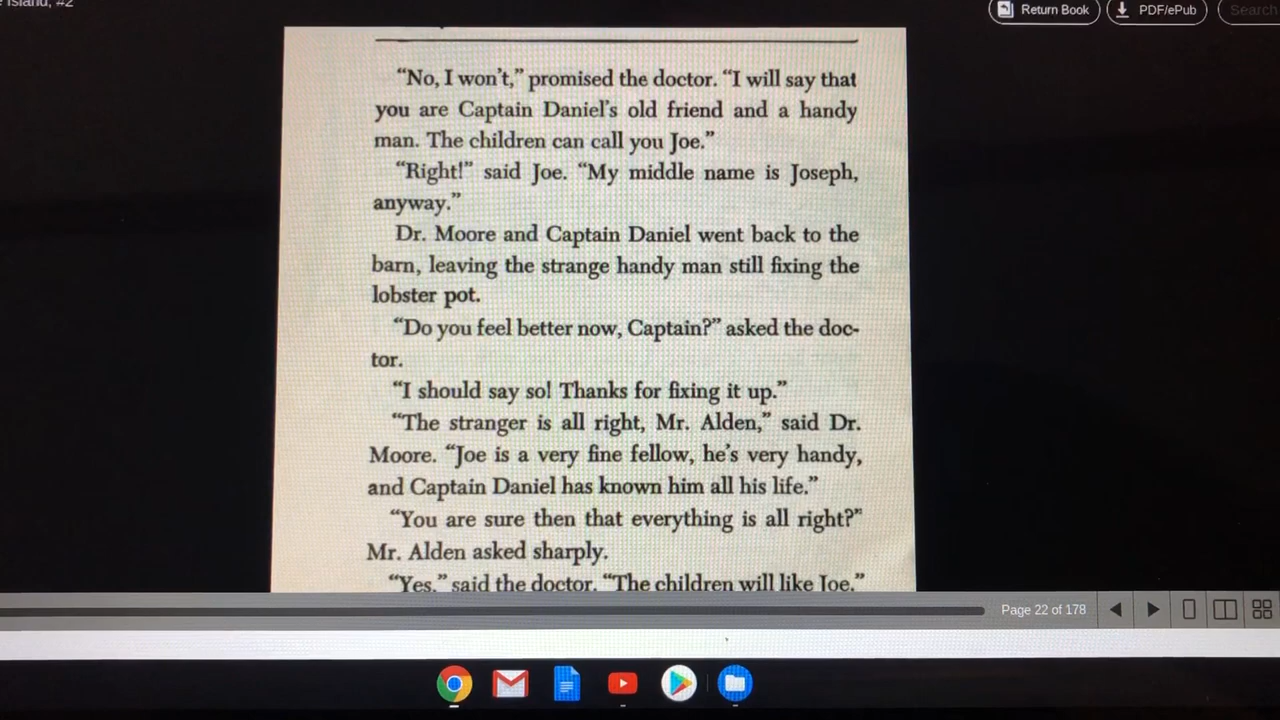 Island, #2
Return Book
PDF/ePub
Search
“No, I won’t,” promised the doctor. “I will say that
you are Captain Daniel’s old friend and a handy
man. The children can call you Joe.”
“Right!” said Joe. “My middle name is Joseph,
anyway.”
Dr. Moore and Captain Daniel went back to the
barn, leaving the strange handy man still fixing the
lobster pot.
“Do you feel better now, Captain?” asked the doc-
tor.
“I should say so! Thanks for fixing it up.”
“The stranger is all right, Mr. Alden,” said Dr.
Moore. “Joe is a very fine fellow, he’s very handy,
and Captain Daniel has known him all his life.”
“You are sure then that everything is all right?”
Mr. Alden asked sharply.
“Yes,” said the doctor. “The children will like Joe.”
Page 22 of 178